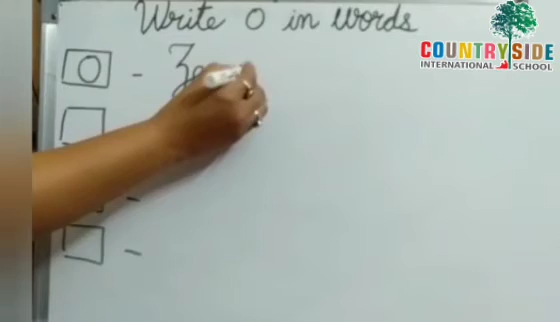 Write 0 in words
COUNTRYSIDE
INTERNATIONAL SCHOOL
0 - Ze
-
-